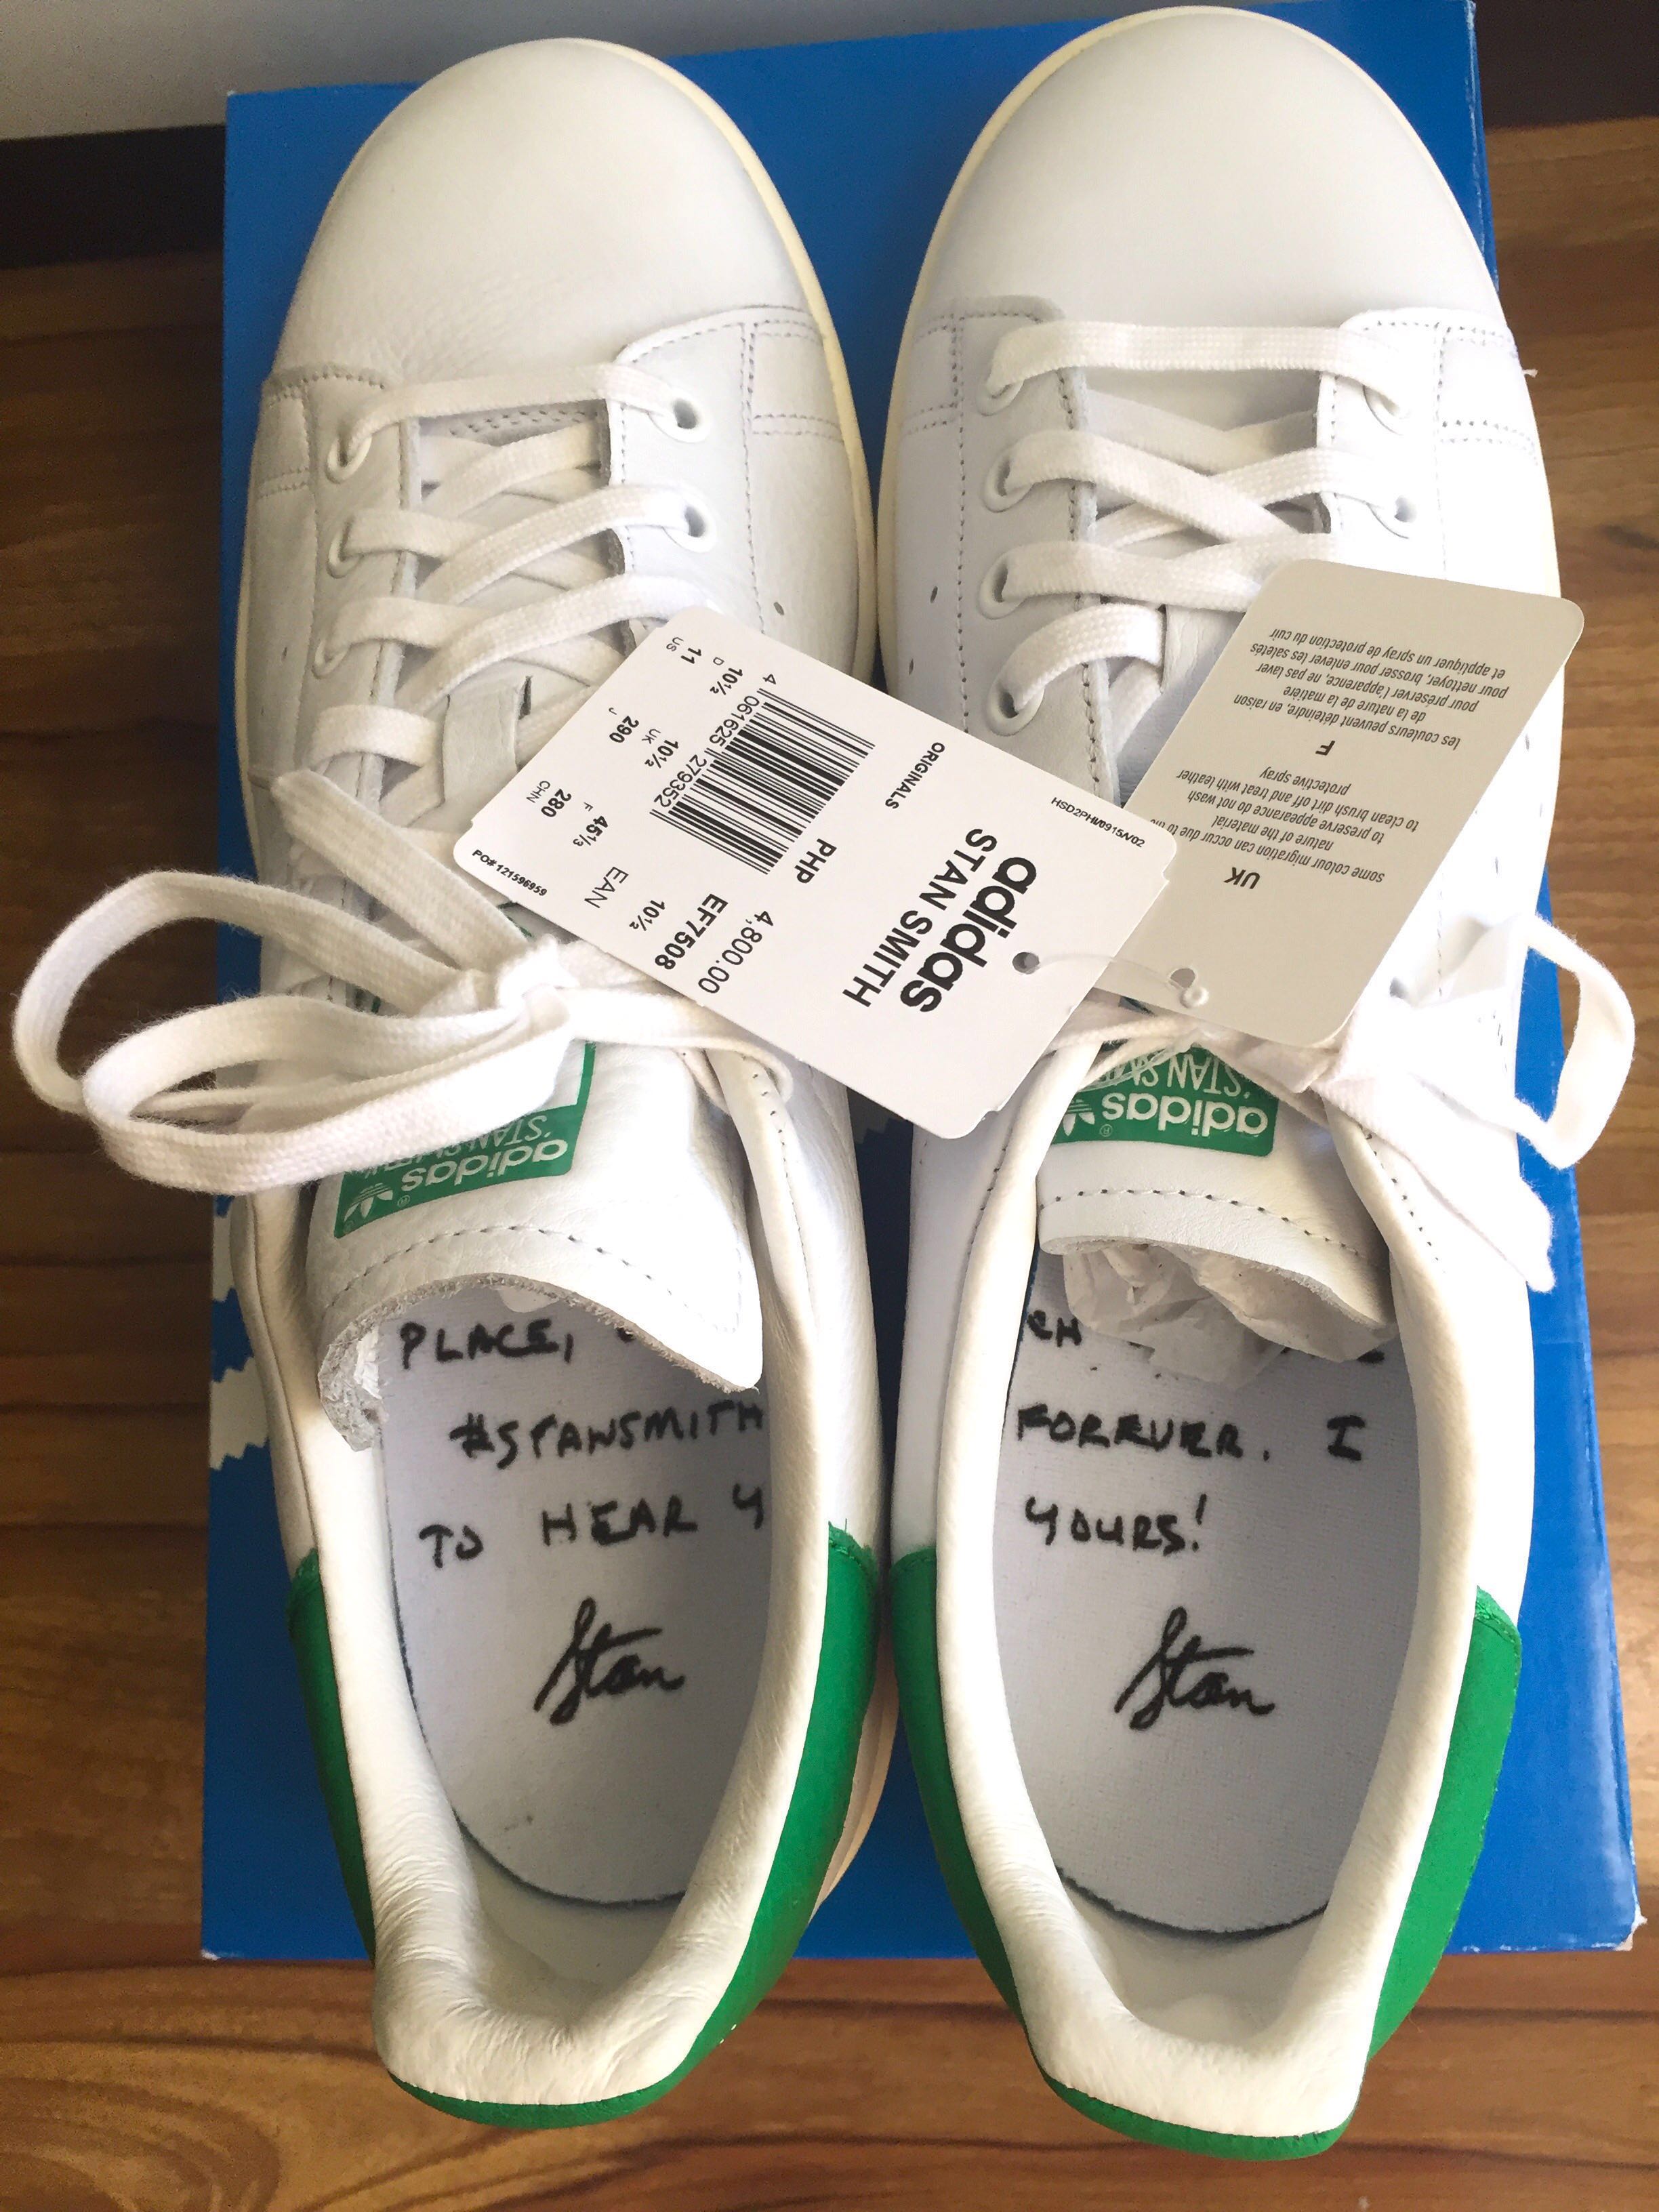 HSD2PHM/0915A/02
adidas
STAN SMITH
ORIGINALS
PHP 4,800.00
4 061625 279352
EF7508
US D UK F EAN
11 10½ 10½ 45⅓ 10½
J CHN
290 280
PO# 121596959
UK
some colour migration can occur due to the
nature of the material
to preserve appearance do not wash
to clean brush dirt off and treat with leather
protective spray
F
les couleurs peuvent déteindre, en raison
de la nature de la matière
pour préserver l'apparence, ne pas laver
pour nettoyer, brosser pour enlever les saletés
et appliquer un spray de protection du cuir
adidas ®
STAN SMITH
adidas ®
STAN SM
PLACE,
#STANSMITH
TO HEAR Y
Stan
CH
FOREVER. I
YOURS!
Stan